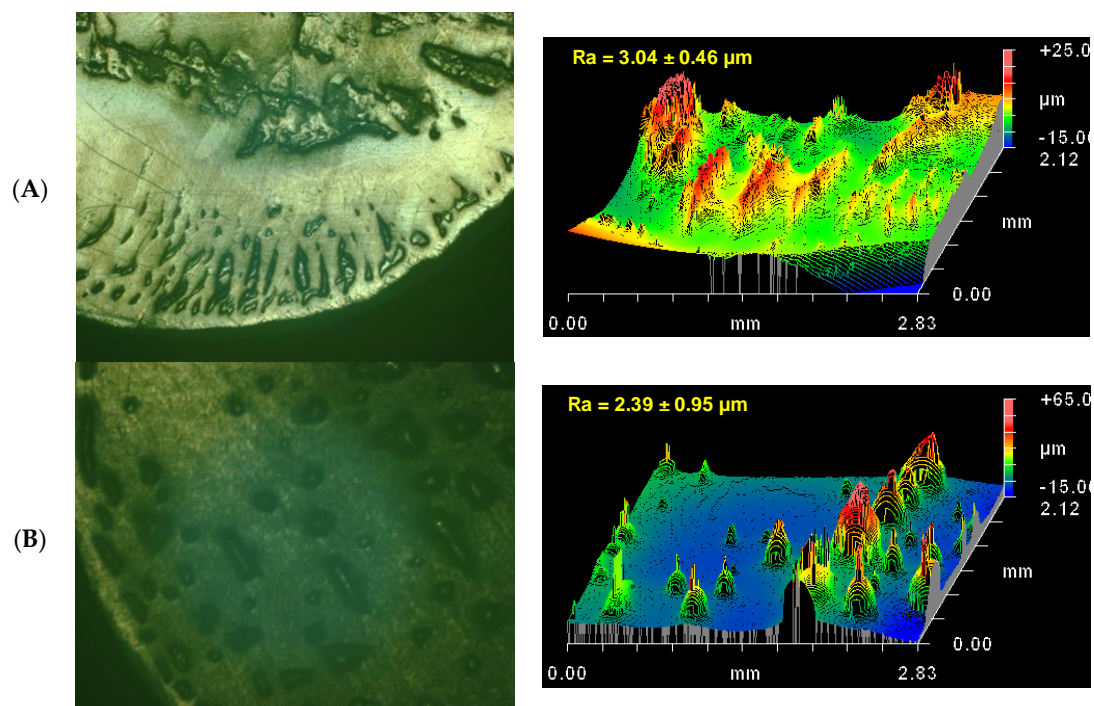 (A)
Ra = 3.04 ± 0.46 µm
+25.0
µm
-15.00
2.12
mm
0.00
0.00 mm 2.83
(B)
Ra = 2.39 ± 0.95 µm
+65.0
µm
-15.00
2.12
mm
0.00
0.00 mm 2.83